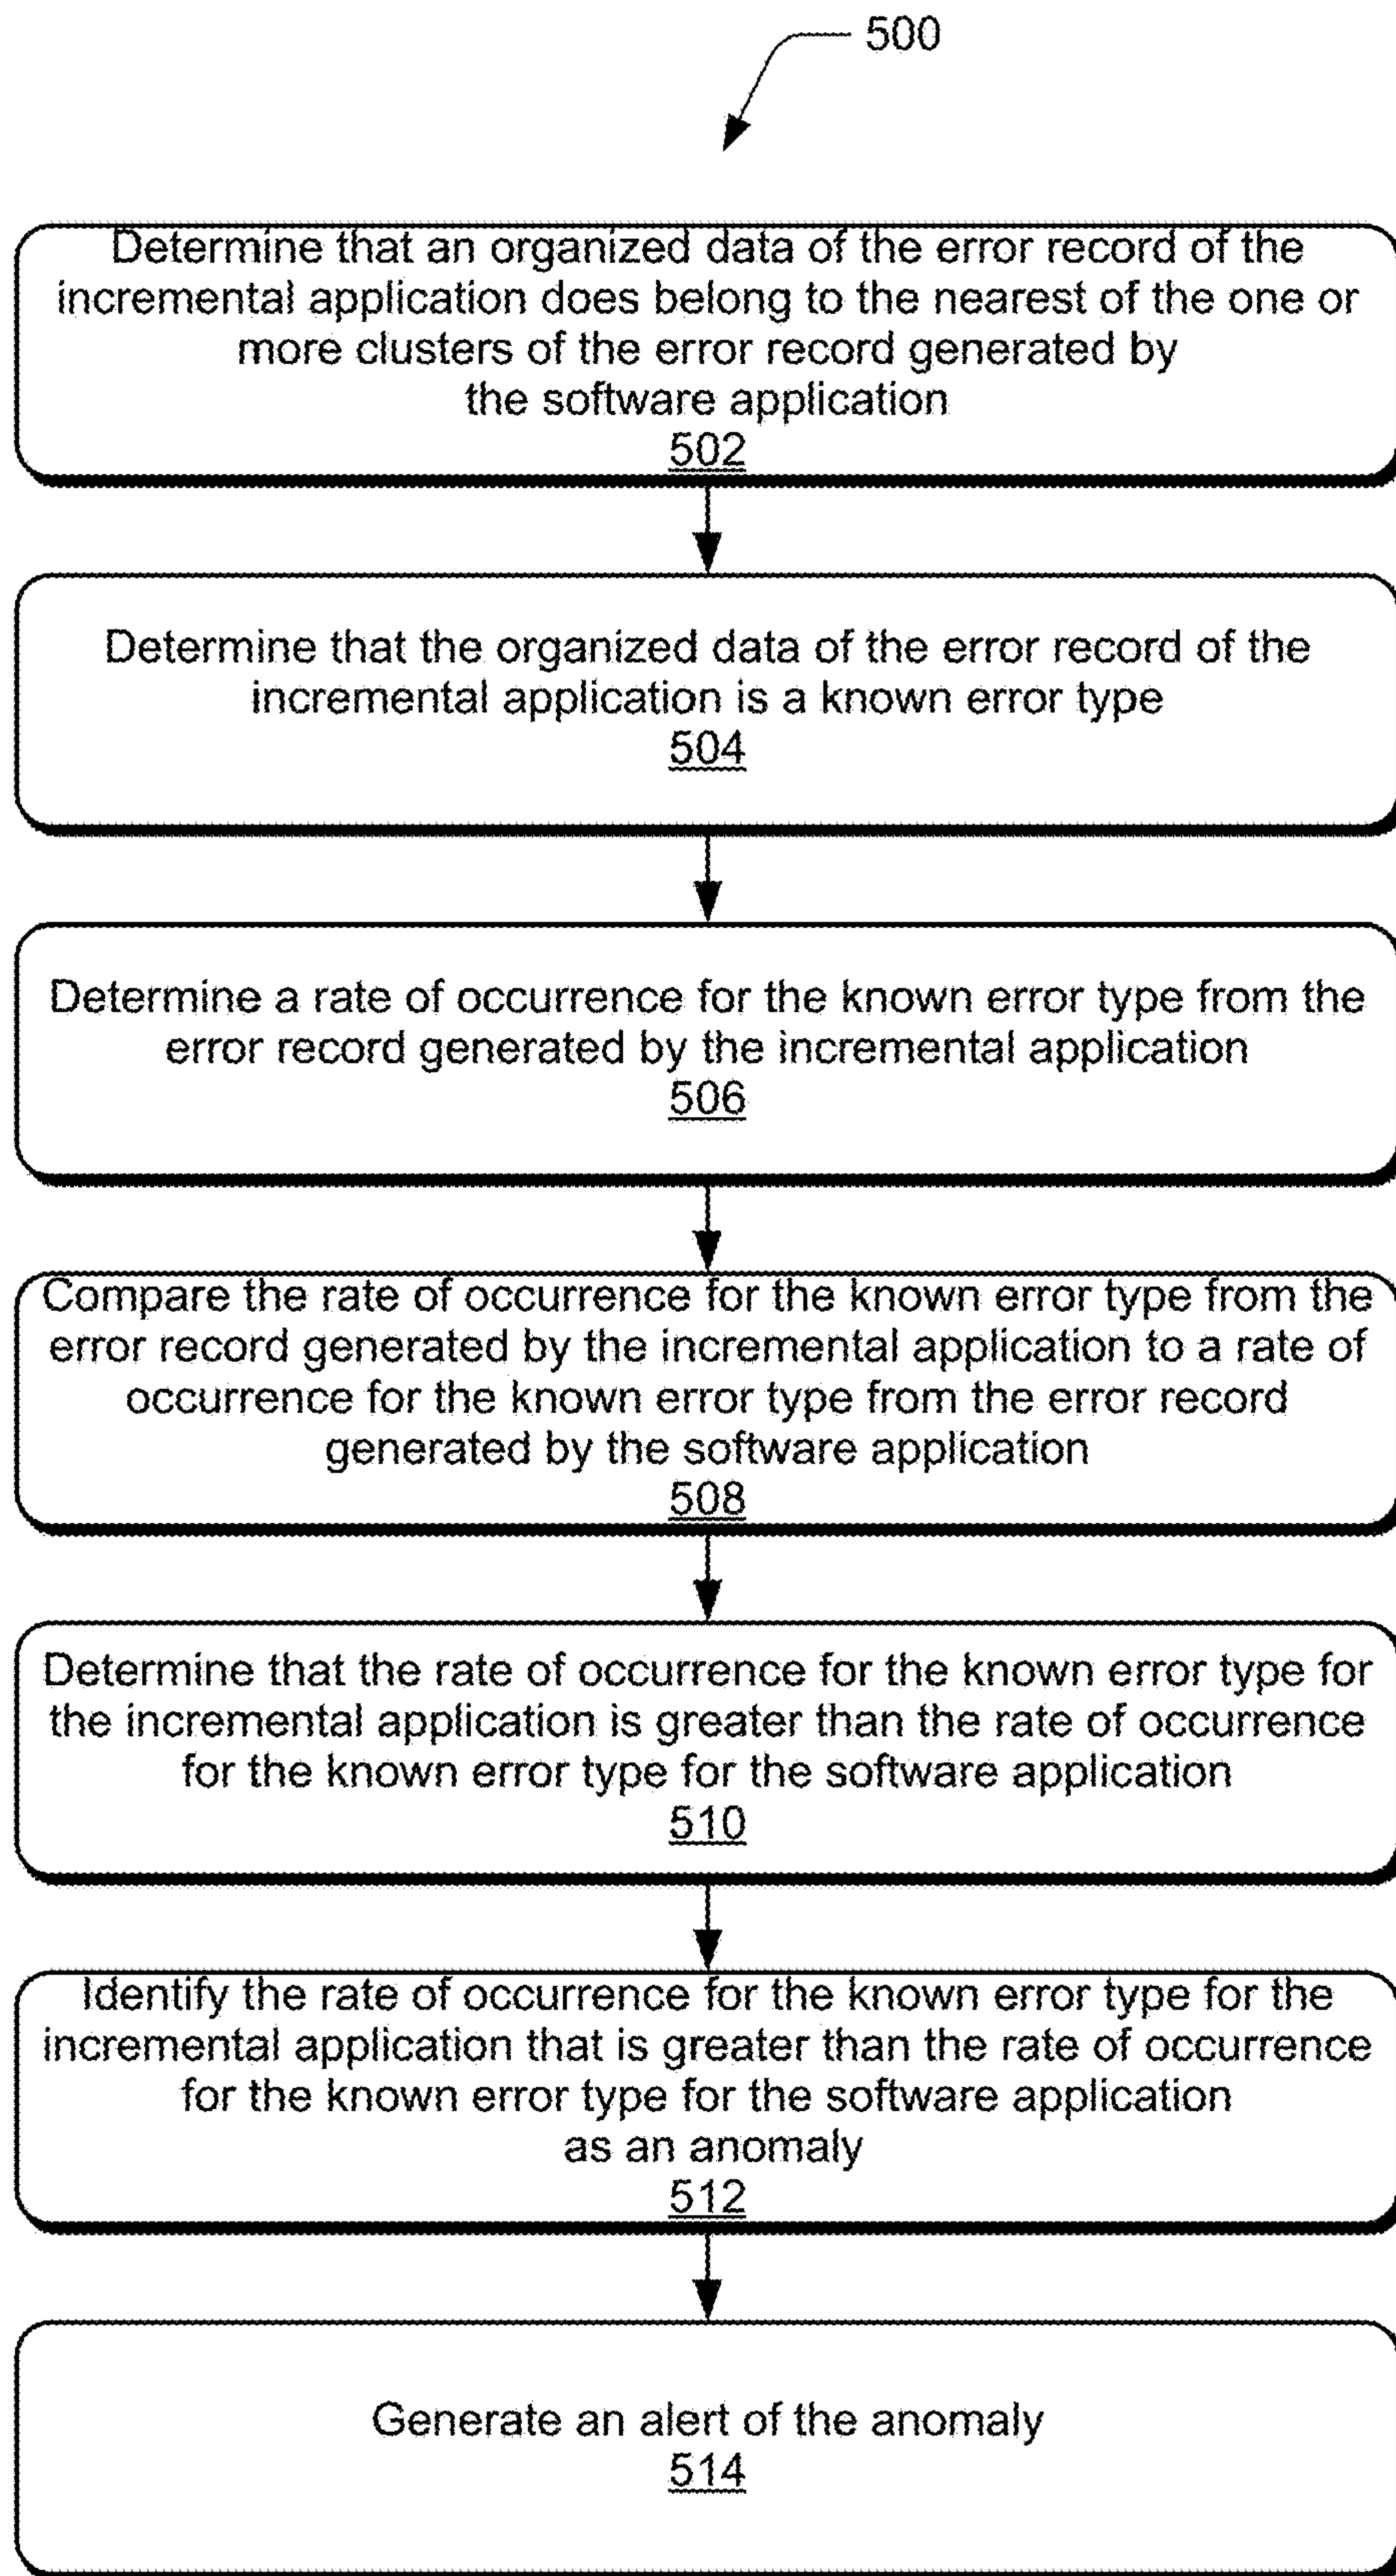 500
Determine that an organized data of the error record of the
incremental application does belong to the nearest of the one or
more clusters of the error record generated by
the software application
502
Determine that the organized data of the error record of the
incremental application is a known error type
504
Determine a rate of occurrence for the known error type from the
error record generated by the incremental application
506
Compare the rate of occurrence for the known error type from the
error record generated by the incremental application to a rate of
occurrence for the known error type from the error record
generated by the software application
508
Determine that the rate of occurrence for the known error type for
the incremental application is greater than the rate of occurrence
for the known error type for the software application
510
Identify the rate of occurrence for the known error type for the
incremental application that is greater than the rate of occurrence
for the known error type for the software application
as an anomaly
512
Generate an alert of the anomaly
514